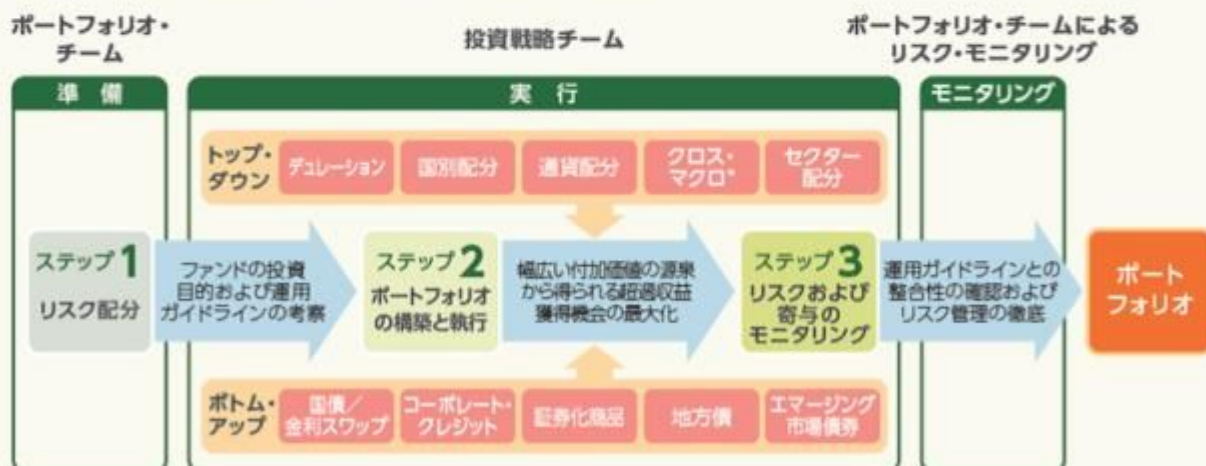 ポートフォリオ・
チーム
投資戦略チーム
ポートフォリオ・チームによる
リスク・モニタリング
準 備
実 行
モニタリング
トップ・
ダウン
デュレーション
国別配分
通貨配分
クロス・
マクロ*
セクター
配分
ステップ1
リスク配分
ファンドの投資
目的および運用
ガイドラインの考察
ステップ2
ポートフォリオ
の構築と執行
幅広い付加価値の源泉
から得られる超過収益
獲得機会の最大化
ステップ3
リスクおよび
寄与の
モニタリング
運用ガイドラインとの
整合性の確認および
リスク管理の徹底
ポート
フォリオ
ボトム・
アップ
国債/
金利スワップ
コーポレート・
クレジット
証券化商品
地方債
エマージング
市場債券